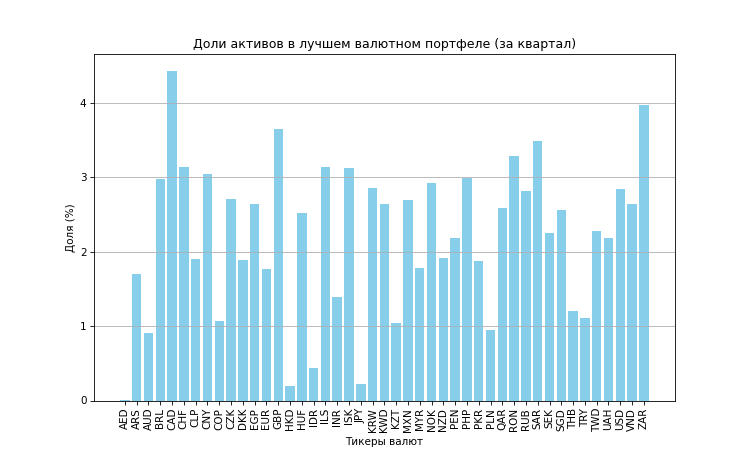 Доли активов в лучшем валютном портфеле (за квартал)
Доля (%)
4
3
2
1
0
AED ARS AUD BRL CAD CHF CLP CNY COP CZK DKK EGP EUR GBP HKD HUF IDR ILS INR ISK JPY KRW KWD KZT MXN MYR NOK NZD PEN PHP PKR PLN QAR RON RUB SAR SEK SGD THB TRY TWD UAH USD VND ZAR
Тикеры валют